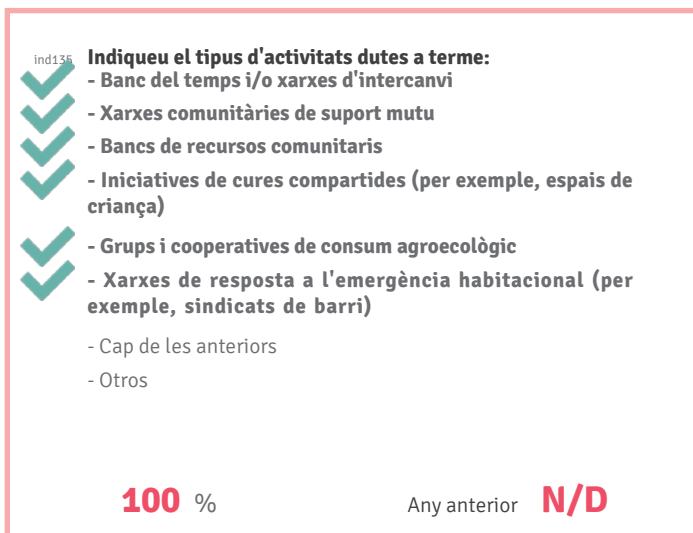 ind135 Indiqueu el tipus d'activitats dutes a terme:
- Banc del temps i/o xarxes d'intercanvi
- Xarxes comunitàries de suport mutu
- Bancs de recursos comunitaris
- Iniciatives de cures compartides (per exemple, espais de
criança)
- Grups i cooperatives de consum agroecològic
- Xarxes de resposta a l'emergència habitacional (per
exemple, sindicats de barri)
- Cap de les anteriors
- Otros
100 % Any anterior N/D